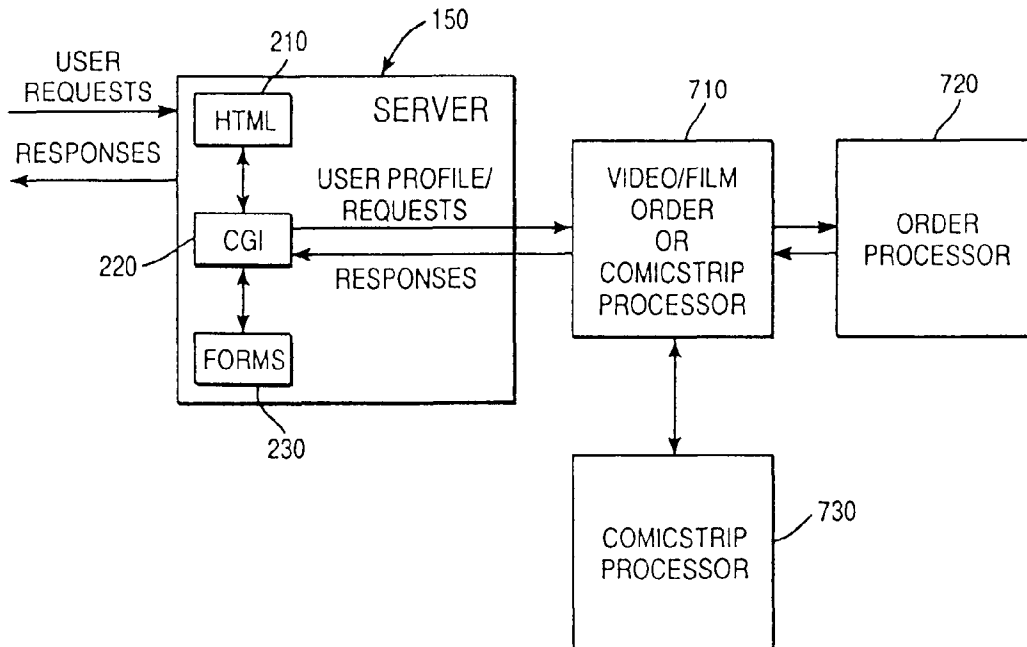 150
210
USER
REQUESTS
HTML
SERVER
RESPONSES
USER PROFILE/
REQUESTS
CGI
220
RESPONSES
FORMS
230
710
VIDEO/FILM
ORDER
OR
COMICSTRIP
PROCESSOR
720
ORDER
PROCESSOR
COMICSTRIP
PROCESSOR
730